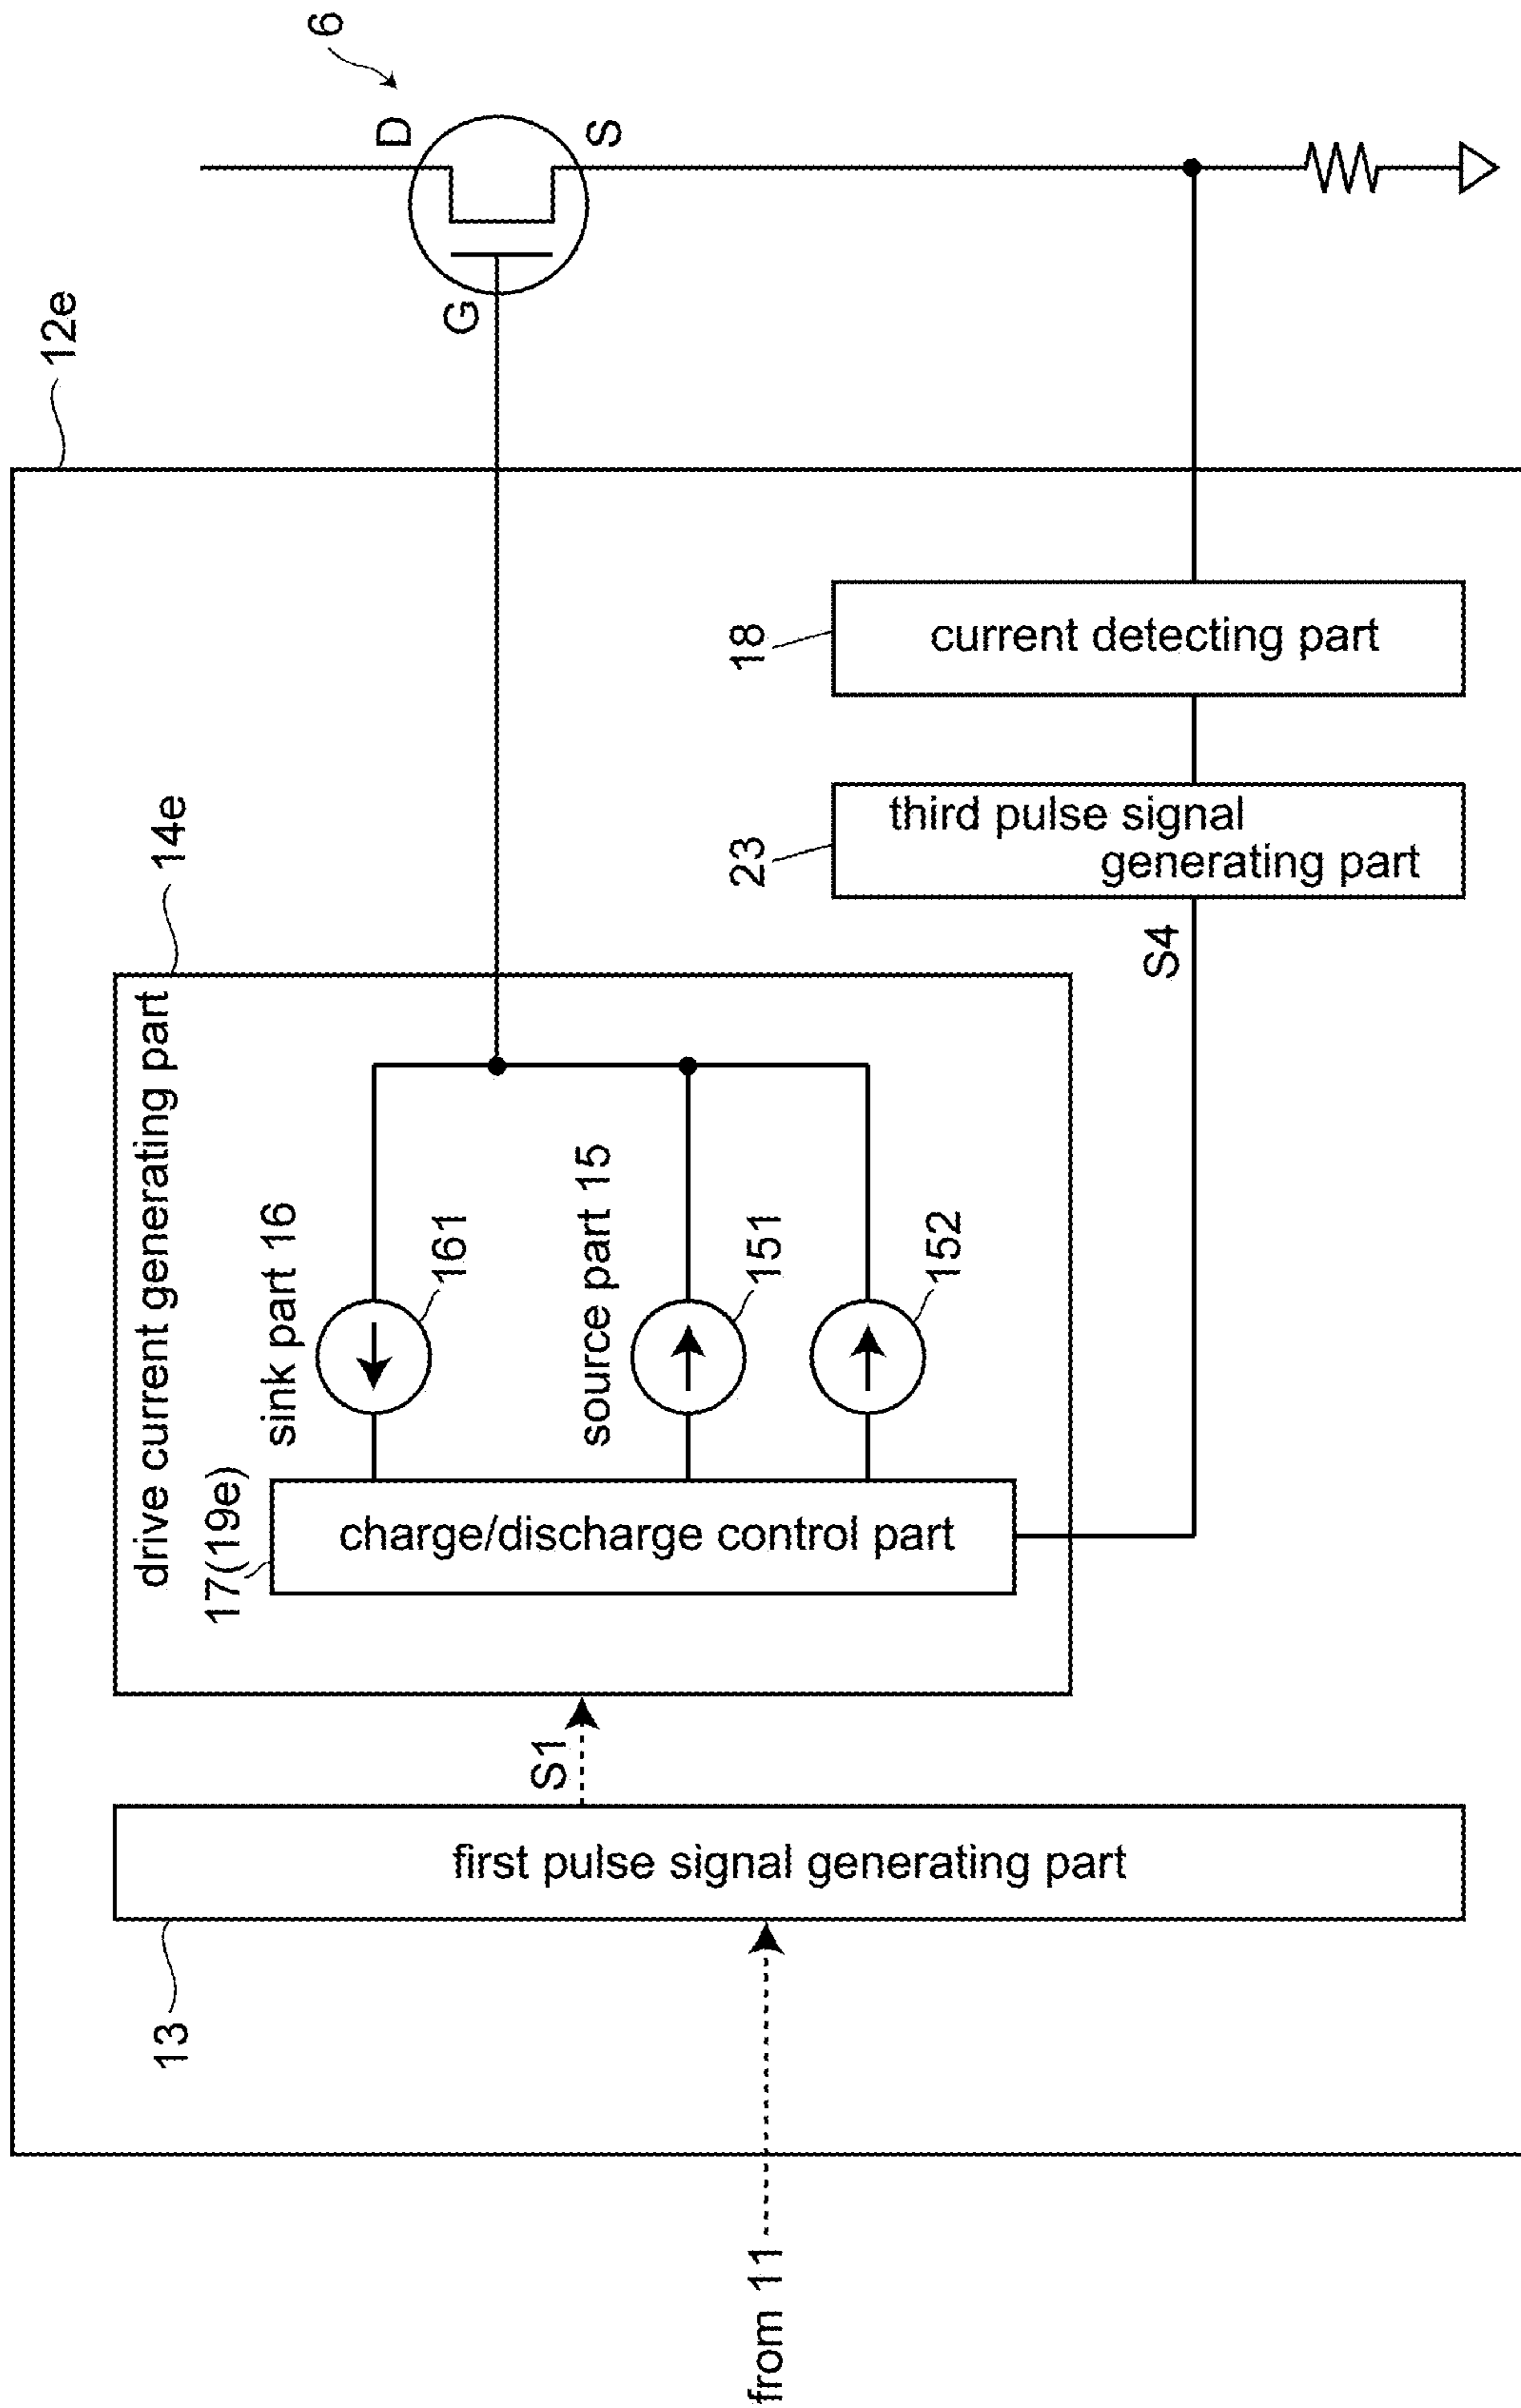 6
D
S
G
12e
14e
drive current generating part
sink part 16
161
source part 15
151
152
17(19e)
charge/discharge control part
18
current detecting part
23
third pulse signal
generating part
S4
S1
first pulse signal generating part
13
from 11